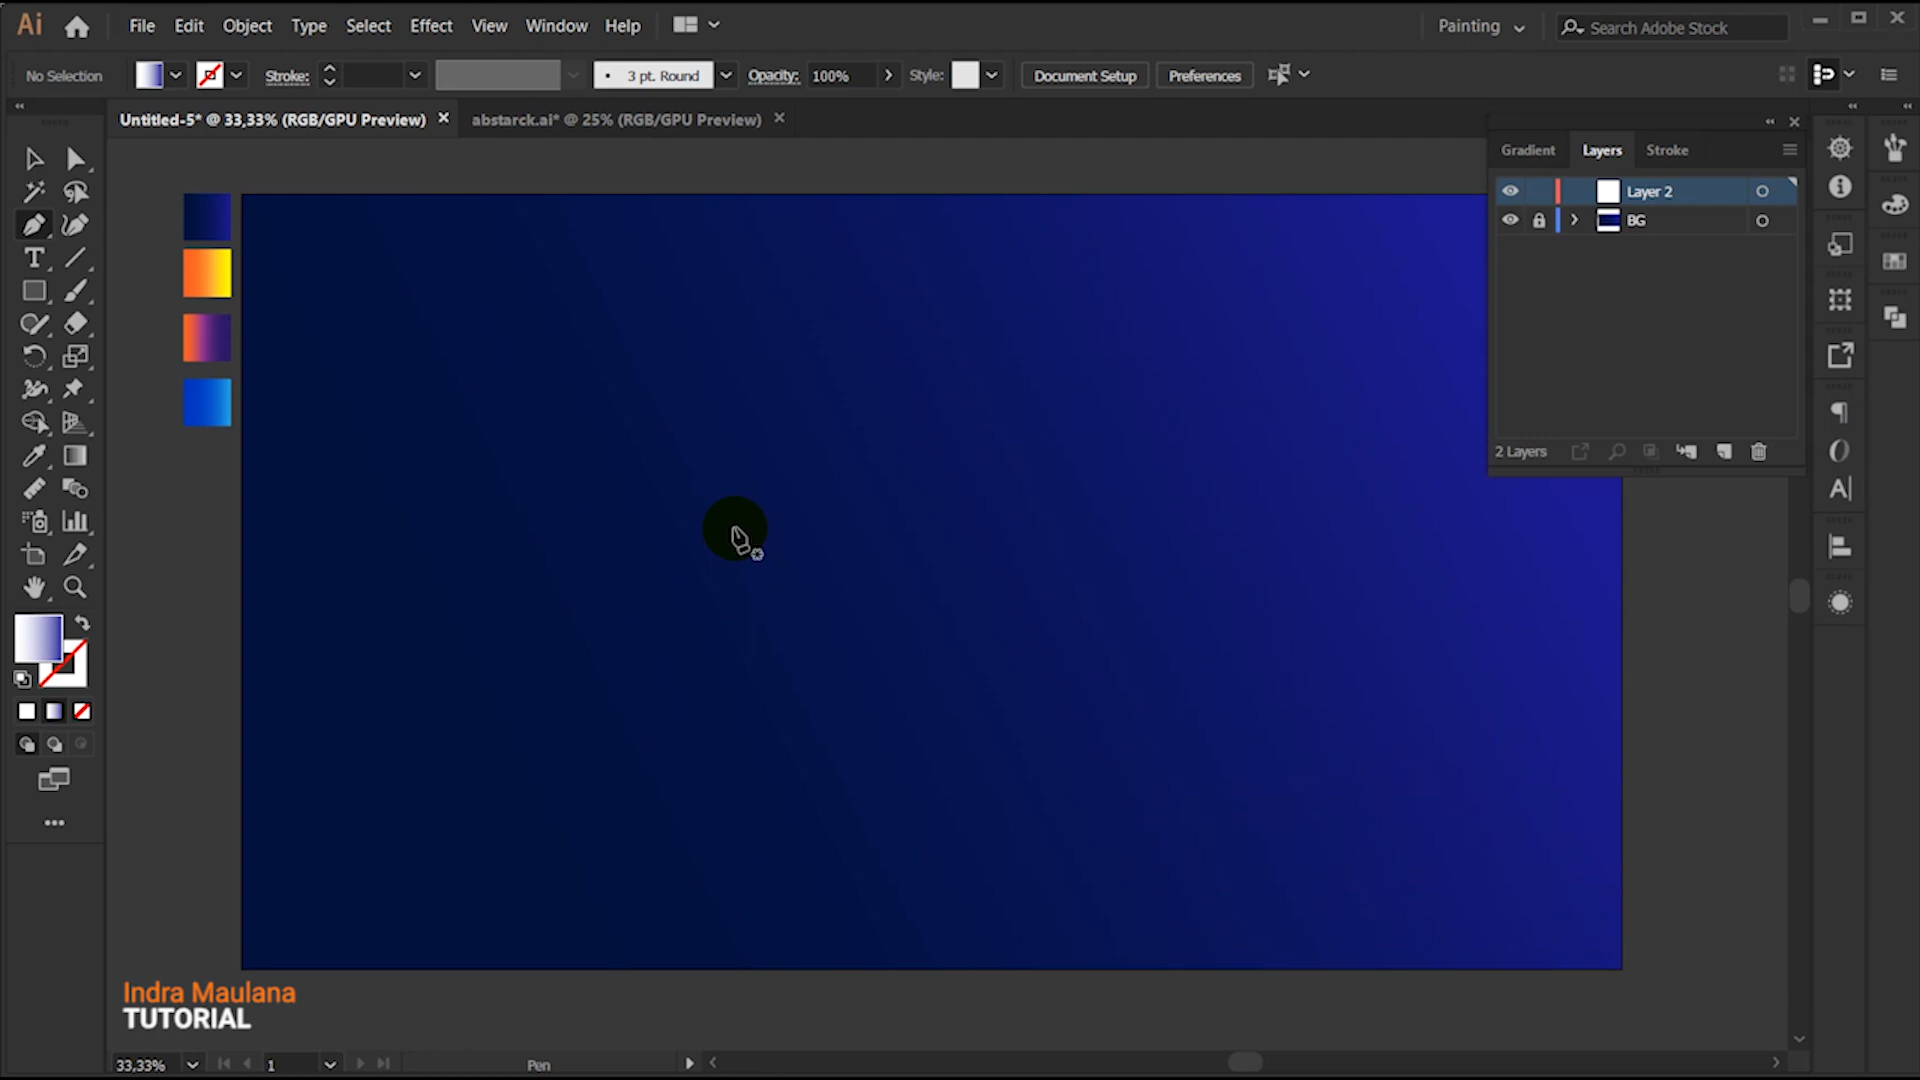 Ai File Edit Object Type Select Effect View Window Help Painting Search Adobe Stock
No Selection Stroke: 3 pt. Round Opacity: 100% Style: Document Setup Preferences
Untitled-5* @ 33,33% (RGB/GPU Preview) abstarck.ai* @ 25% (RGB/GPU Preview)
Gradient Layers Stroke
Layer 2
BG
2 Layers
Indra Maulana
TUTORIAL
33,33% 1 Pen